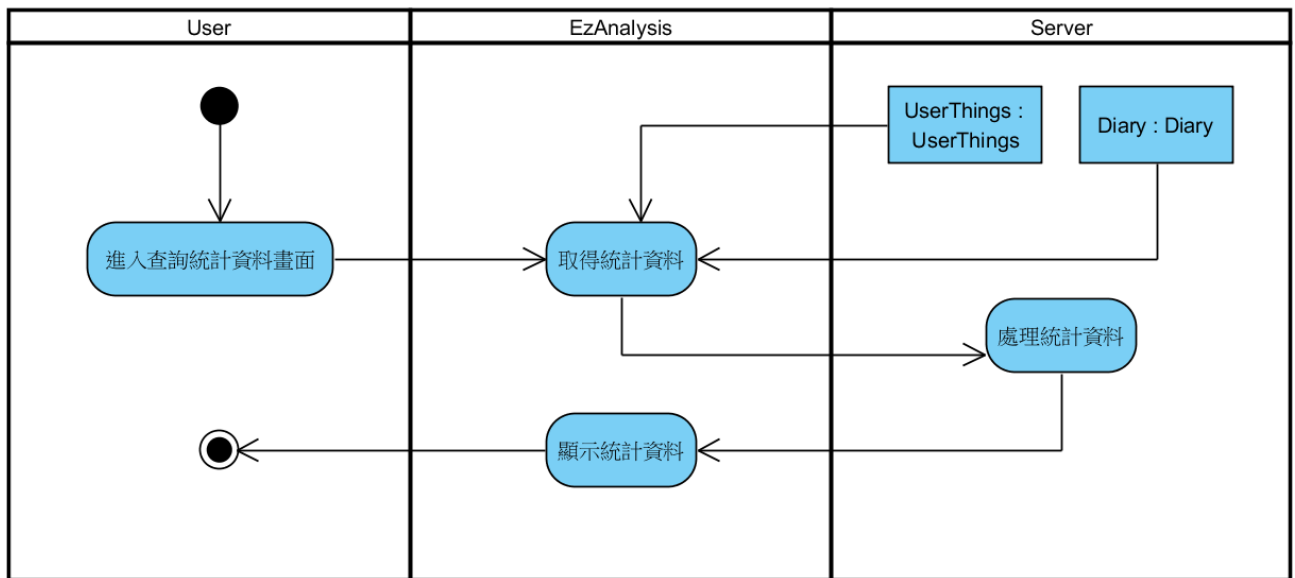 User
EzAnalysis
Server
UserThings :
UserThings
Diary : Diary
進入查詢統計資料畫面
取得統計資料
處理統計資料
顯示統計資料